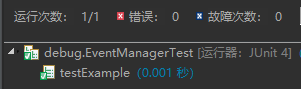 运行次数: 1/1 错误: 0 故障次数: 0
debug.EventManagerTest [运行器: JUnit 4]
testExample (0.001 秒)